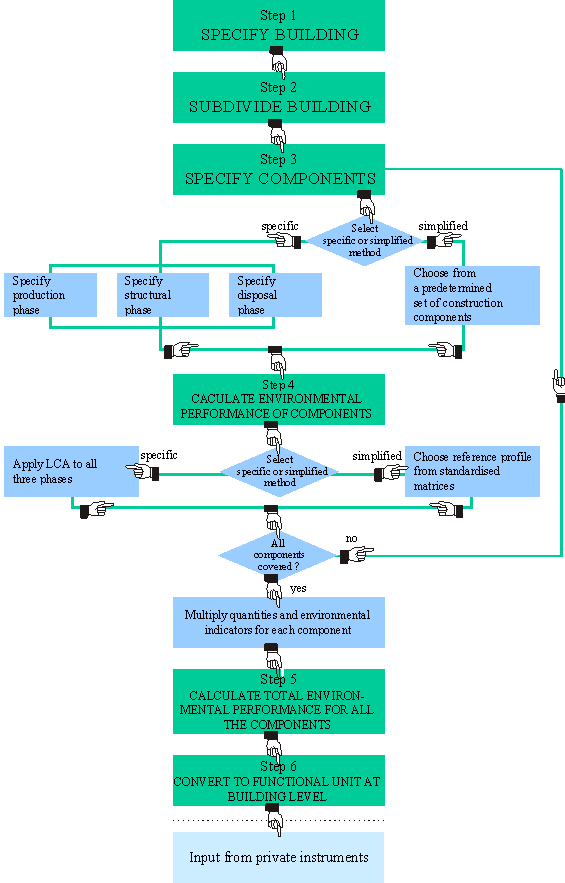 Step 1
SPECIFY BUILDING
Step 2
SUBDIVIDE BUILDING
Step 3
SPECIFY COMPONENTS
specific
Select
specific or simplified
method
simplified
Specify
production
phase
Specify
structural
phase
Specify
disposal phase
Choose from
a predetermined
set of construction
components
Step 4
CACULATE ENVIRONMENTAL
PERFORMANCE OF COMPONENTS
Apply LCA to all
three phases
specific
Select
specific or simplified
method
simplified
Choose reference profile
from standardised
matrices
All
components
covered ?
no
yes
Multiply quantities and environmental
indicators for each component
Step 5
CALCULATE TOTAL ENVIRON-
MENTAL PERFORMANCE FOR ALL
THE COMPONENTS
Step 6
CONVERT TO FUNCTIONAL UNIT AT
BUILDING LEVEL
Input from private instruments